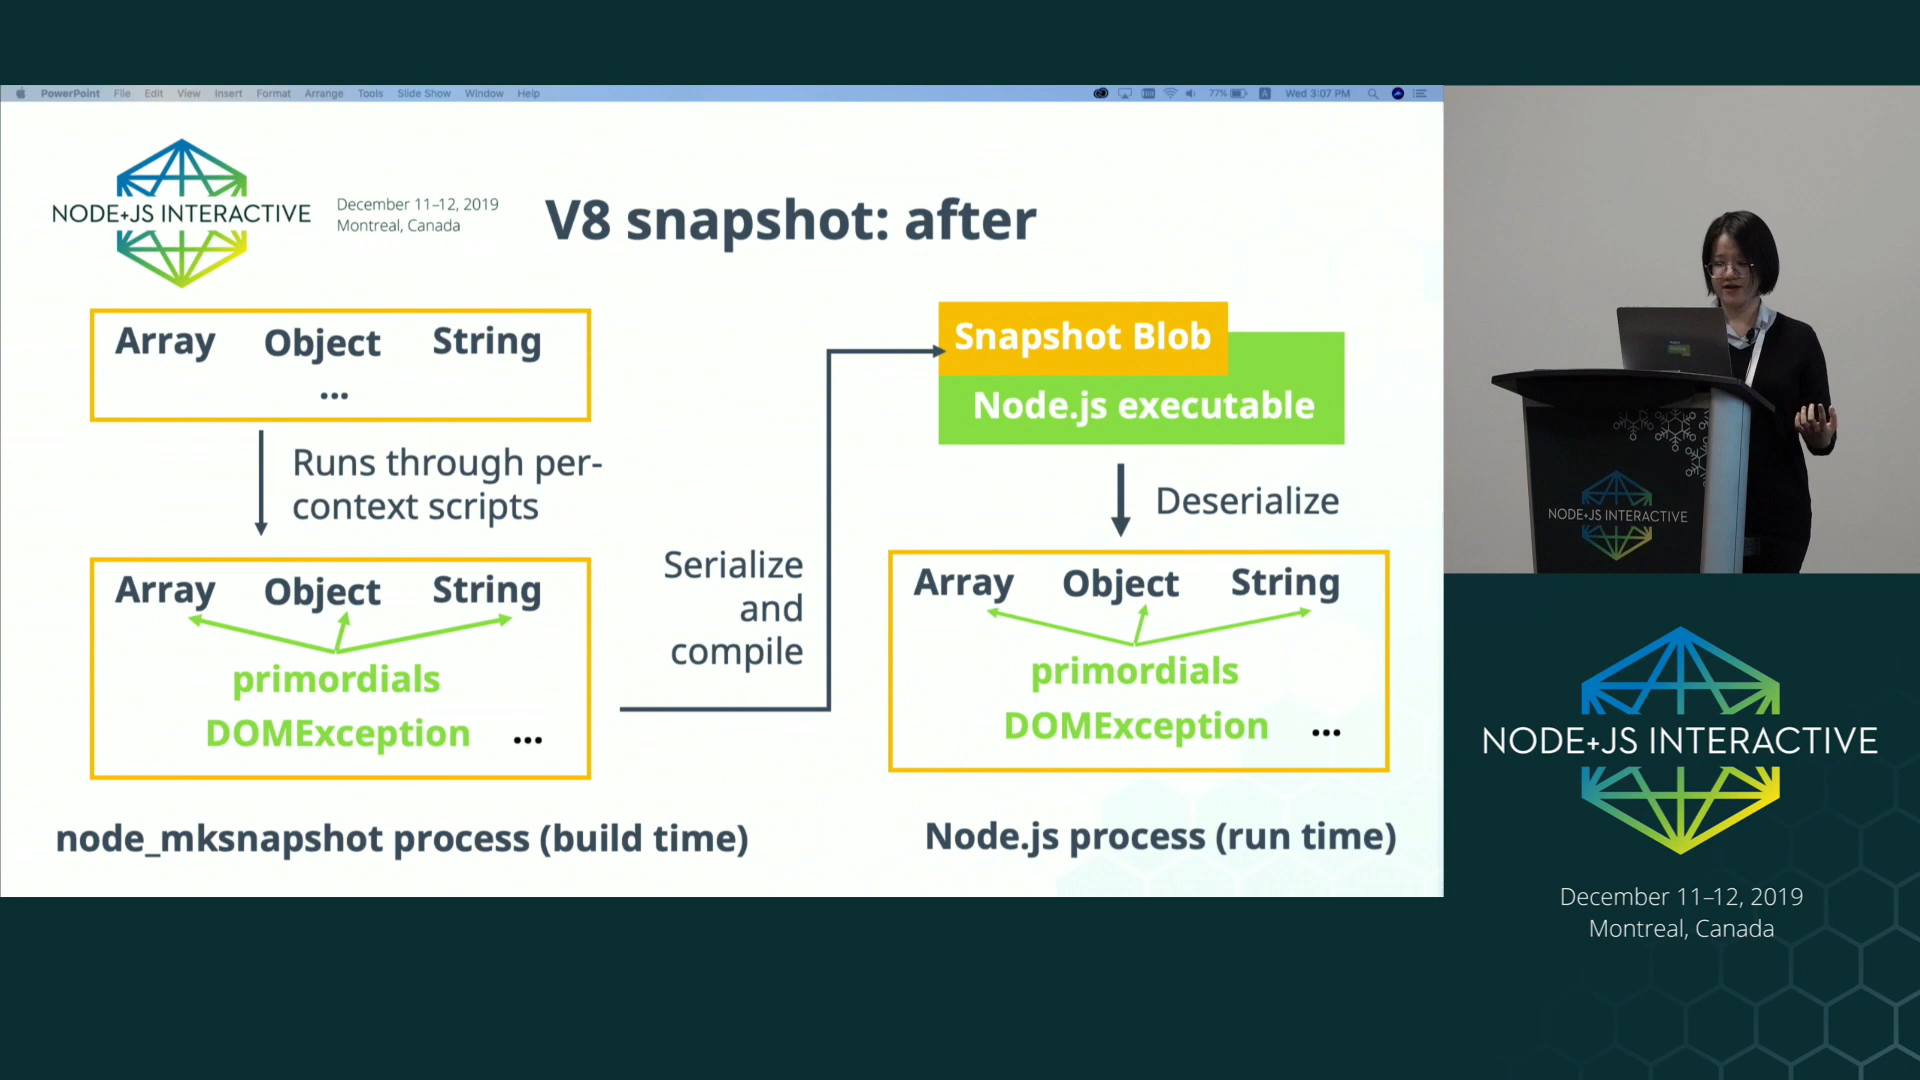 PowerPoint File Edit View Insert Format Arrange Tools Slide Show Window Help
77% Wed 3:07 PM
NODE+JS INTERACTIVE
December 11–12, 2019
Montreal, Canada
V8 snapshot: after
Array Object String
...
Runs through per-
context scripts
Array Object String
primordials
DOMException ...
node_mksnapshot process (build time)
Serialize
and
compile
Snapshot Blob
Node.js executable
Deserialize
Array Object String
primordials
DOMException ...
Node.js process (run time)
NODE+JS INTERACTIVE
NODE+JS INTERACTIVE
December 11–12, 2019
Montreal, Canada